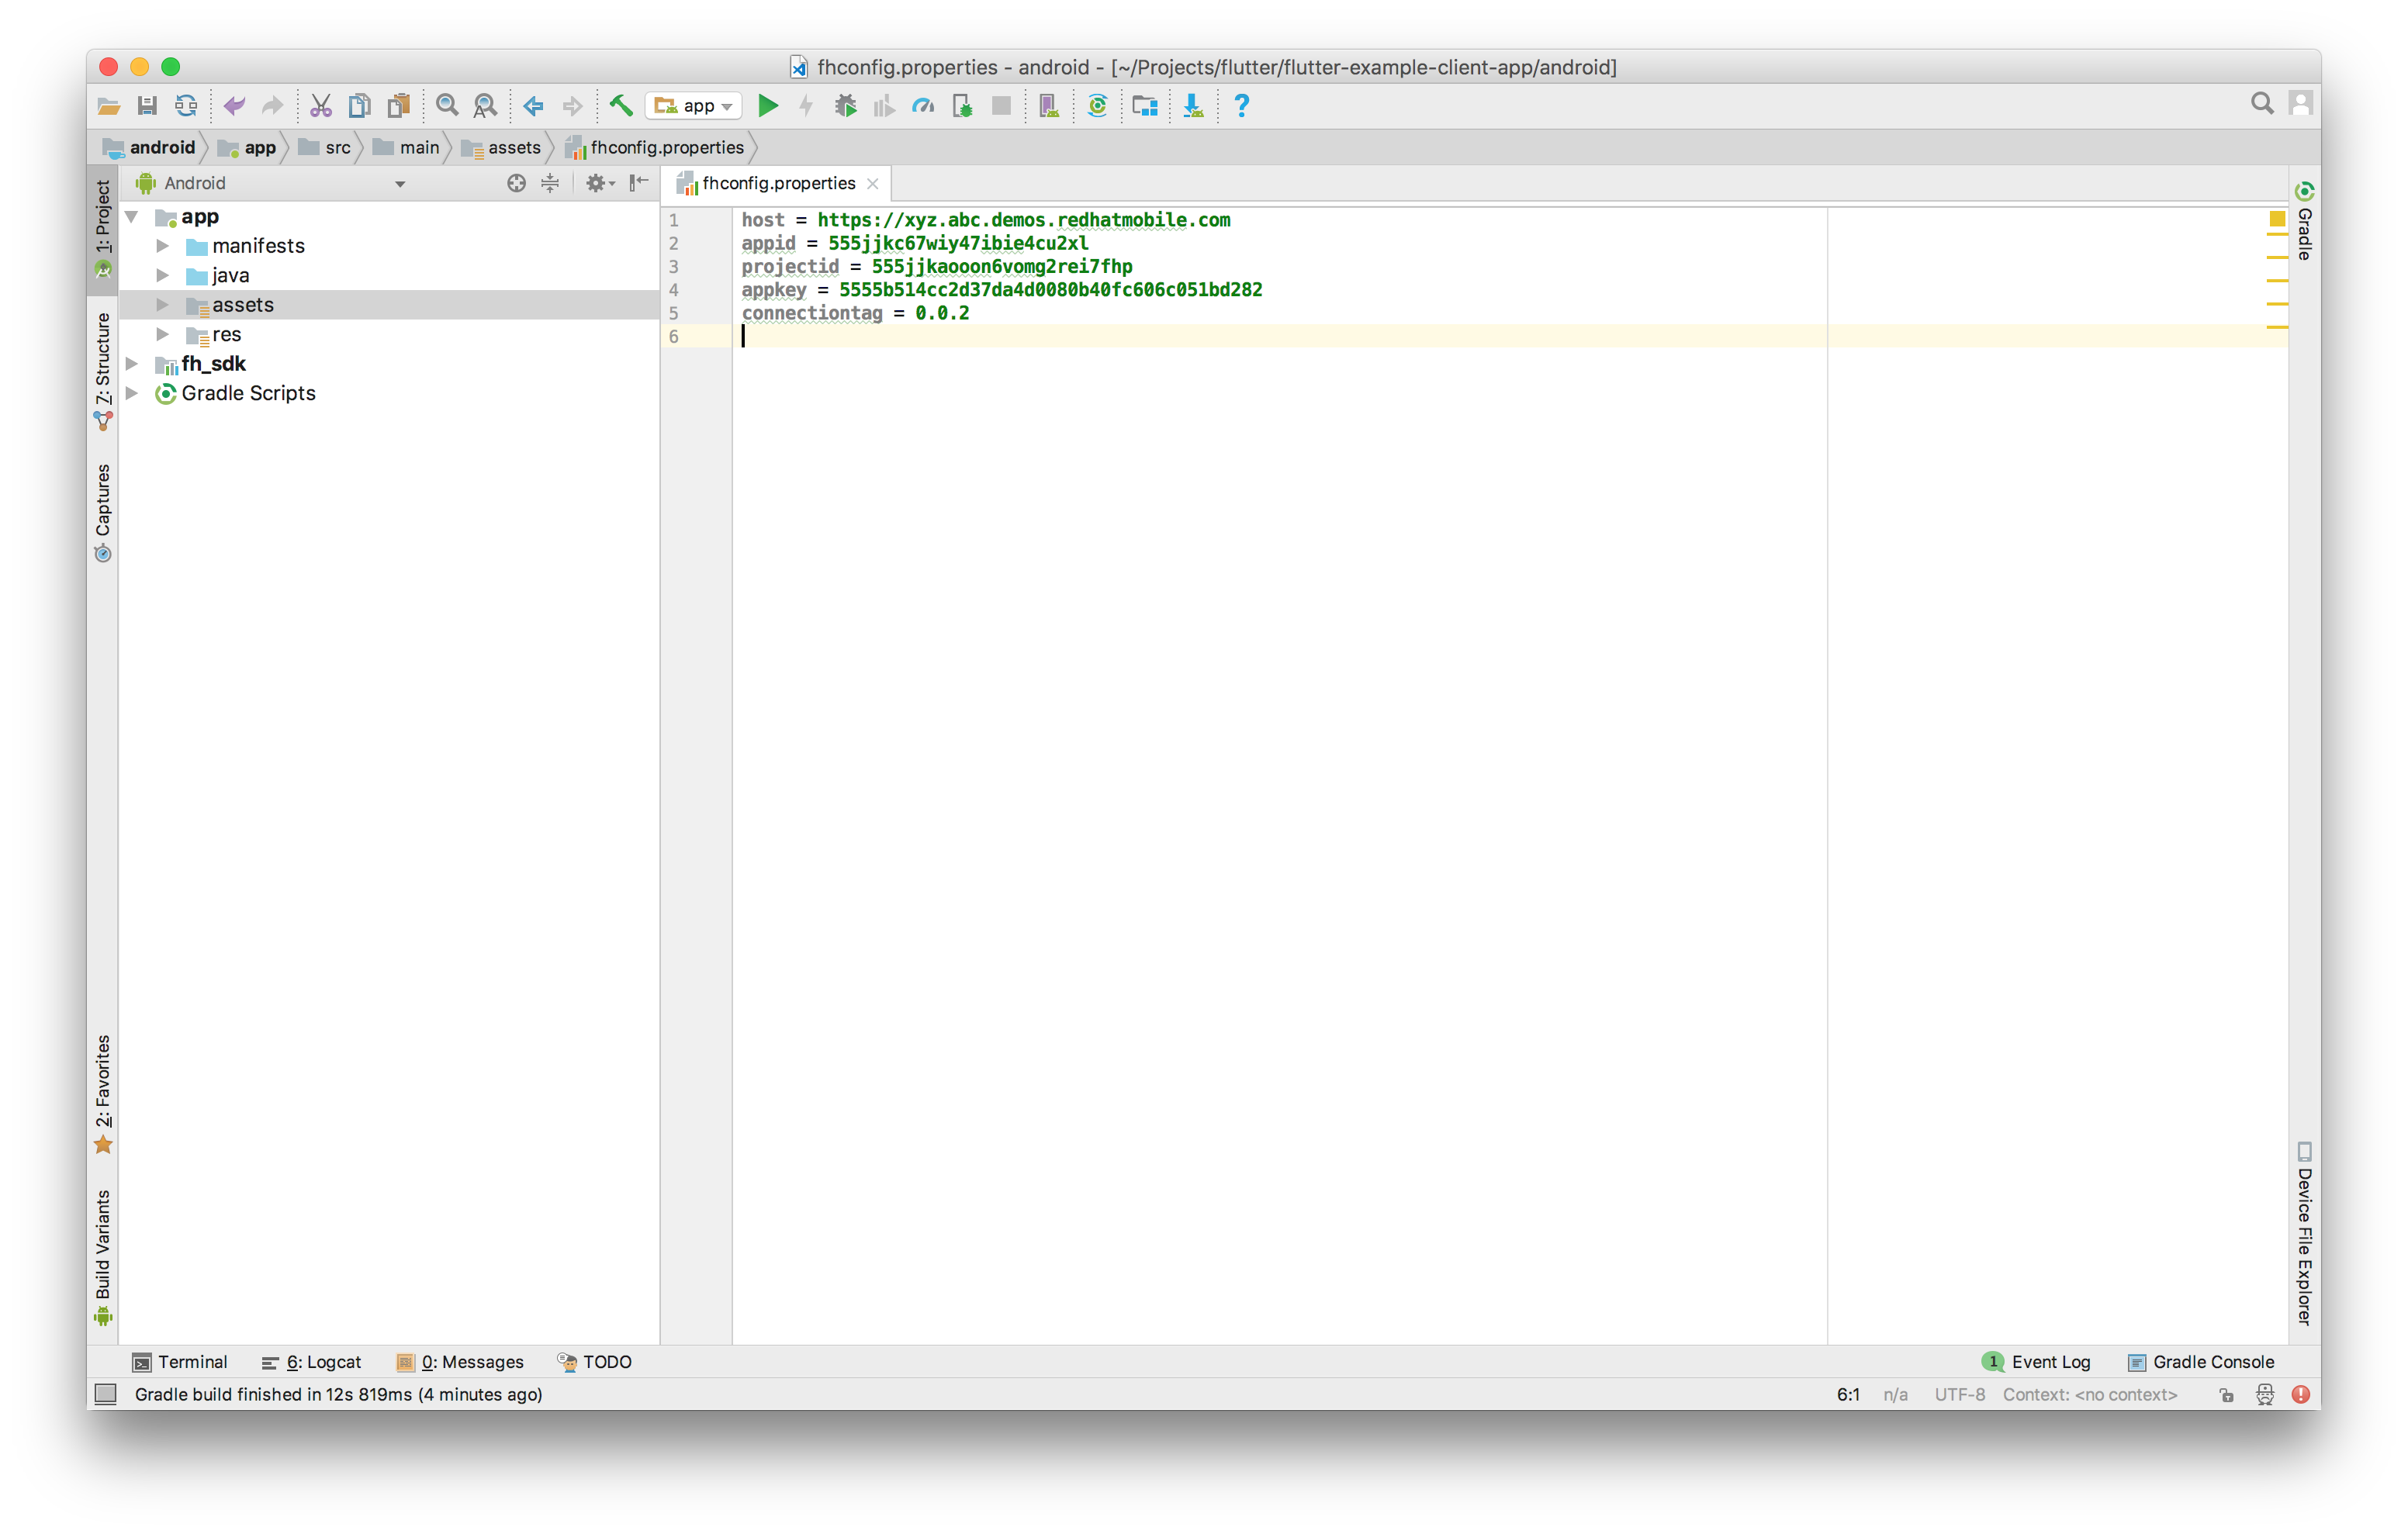 fhconfig.properties - android - [~/Projects/flutter/flutter-example-client-app/android]
app
android app src main assets fhconfig.properties
1: Project
7: Structure
Captures
2: Favorites
Build Variants
Android
app
manifests
java
assets
res
fh_sdk
Gradle Scripts
fhconfig.properties
1 host = https://xyz.abc.demos.redhatmobile.com
2 appid = 555jjkc67wiy47ibie4cu2xl
3 projectid = 555jjkaooon6vomg2rei7fhp
4 appkey = 5555b514cc2d37da4d0080b40fc606c051bd282
5 connectiontag = 0.0.2
6
Gradle
Device File Explorer
Terminal 6: Logcat 0: Messages TODO 1 Event Log Gradle Console
Gradle build finished in 12s 819ms (4 minutes ago) 6:1 n/a UTF-8 Context: <no context>